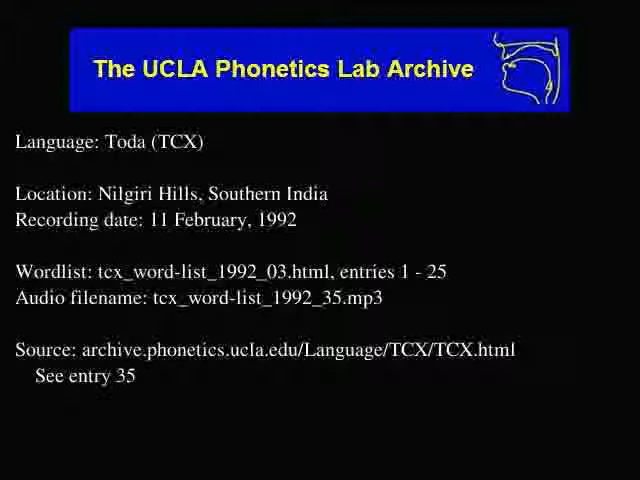 The UCLA Phonetics Lab Archive
Language: Toda (TCX)
Location: Nilgiri Hills, Southern India
Recording date: 11 February, 1992
Wordlist: tcx_word-list_1992_03.html, entries 1 - 25
Audio filename: tcx_word-list_1992_35.mp3
Source: archive.phonetics.ucla.edu/Language/TCX/TCX.html
See entry 35